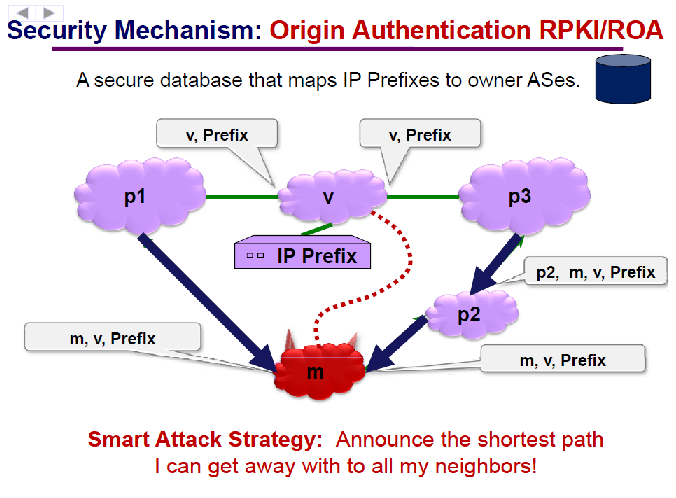 Security Mechanism: Origin Authentication RPKI/ROA
A secure database that maps IP Prefixes to owner ASes.
v, Prefix
v, Prefix
p1
v
p3
IP Prefix
p2, m, v, Prefix
p2
m, v, Prefix
m
m, v, Prefix
Smart Attack Strategy: Announce the shortest path
I can get away with to all my neighbors!